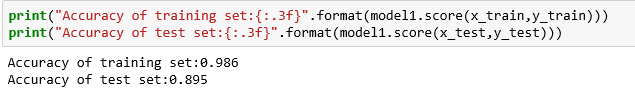 print("Accuracy of training set:{:.3f}".format(model1.score(x_train,y_train)))
print("Accuracy of test set:{:.3f}".format(model1.score(x_test,y_test)))
Accuracy of training set:0.986
Accuracy of test set:0.895